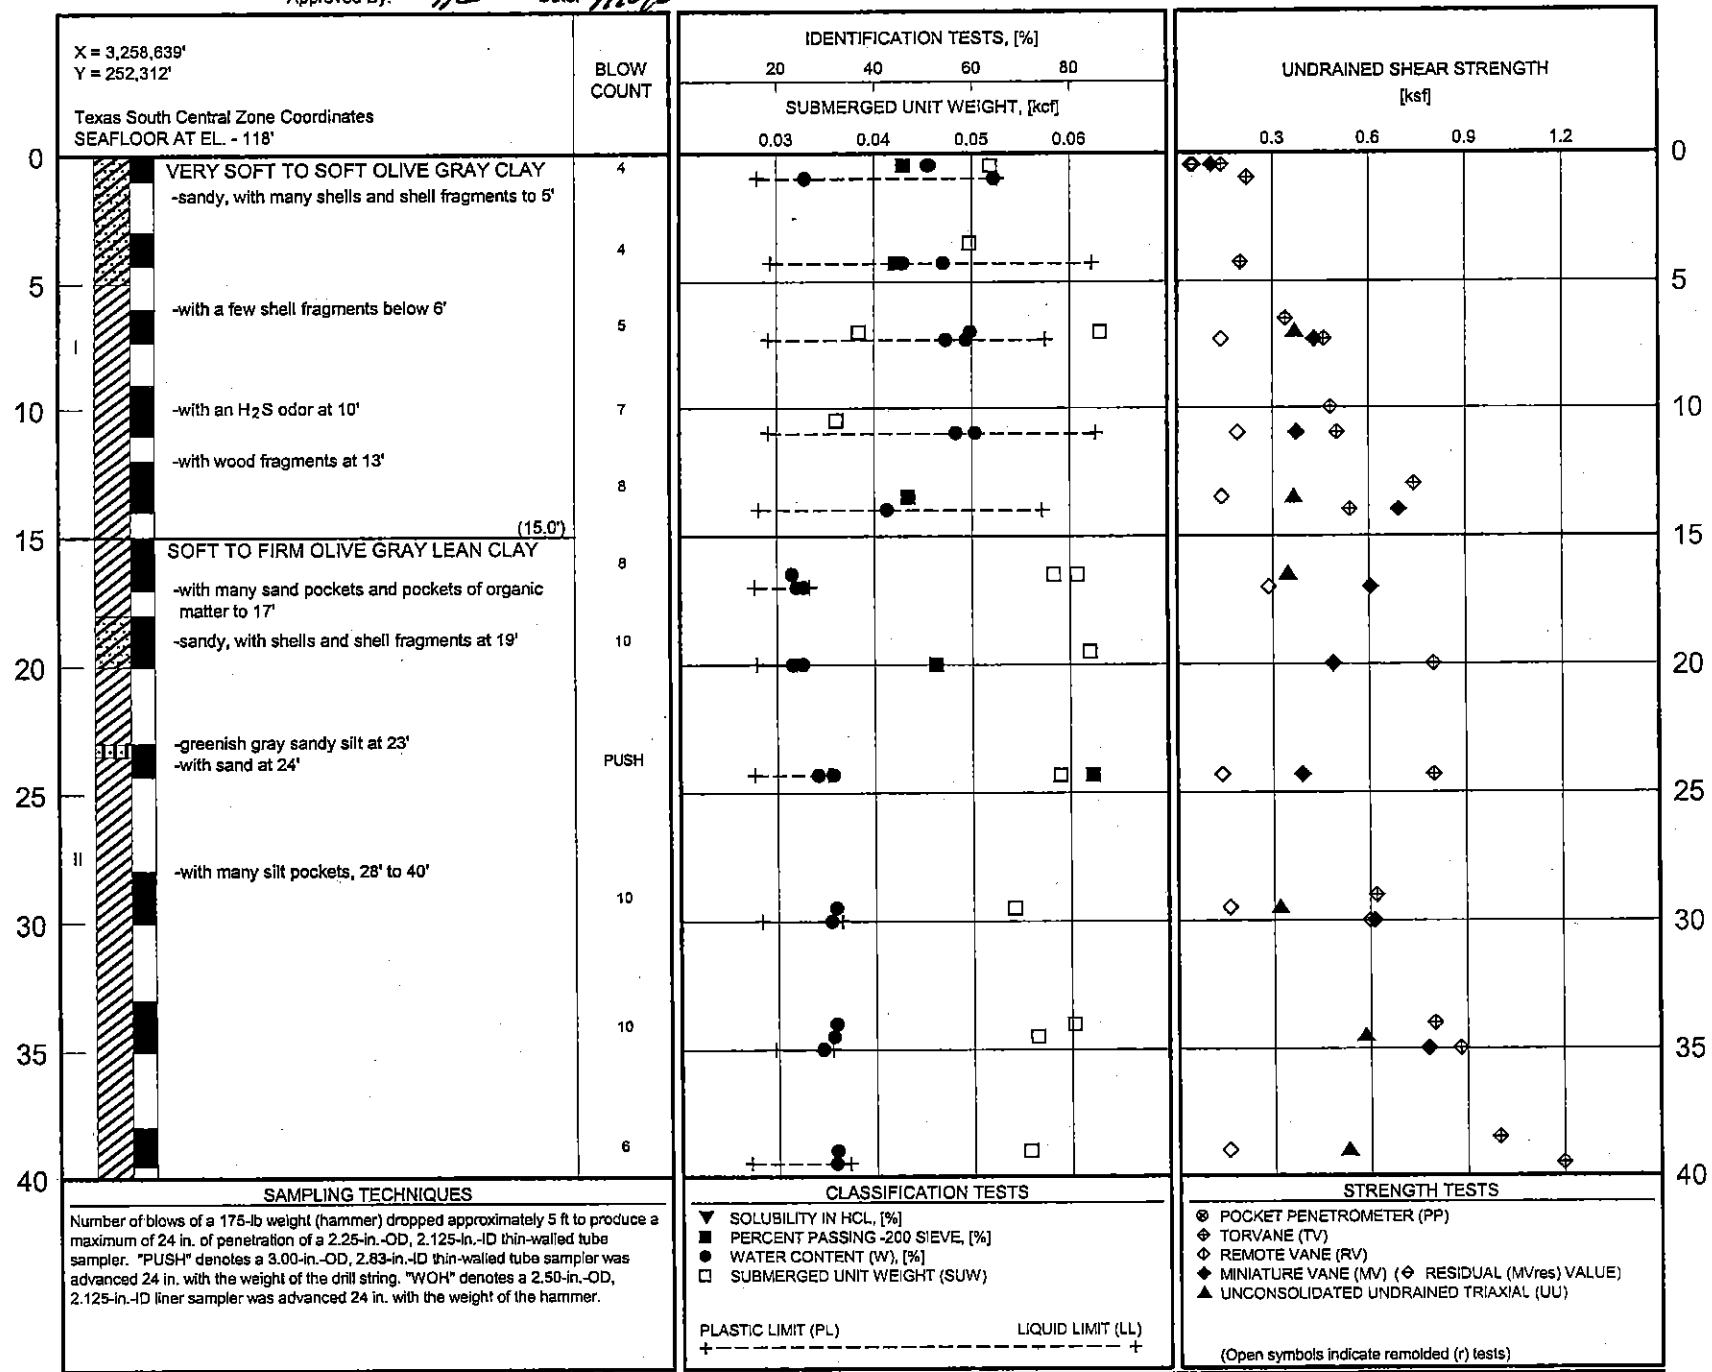 Approved by:
X = 3,258,639'
Y = 252,312'
Texas South Central Zone Coordinates
SEAFLOOR AT EL. - 118'
BLOW
COUNT
IDENTIFICATION TESTS, [%]
20 40 60 80
SUBMERGED UNIT WEIGHT, [kcf]
0.03 0.04 0.05 0.06
UNDRAINED SHEAR STRENGTH
[ksf]
0.3 0.6 0.9 1.2
0 VERY SOFT TO SOFT OLIVE GRAY CLAY 4 0
-sandy, with many shells and shell fragments to 5'
4
5 5
-with a few shell fragments below 6'
5
I
10 -with an H2S odor at 10' 7 10
-with wood fragments at 13'
8
(15.0')
15 15
SOFT TO FIRM OLIVE GRAY LEAN CLAY
8
-with many sand pockets and pockets of organic
matter to 17'
-sandy, with shells and shell fragments at 19' 10
20 20
-greenish gray sandy silt at 23'
-with sand at 24' PUSH
25 25
II
-with many silt pockets, 28' to 40'
10
30 30
10
35 35
6
40 40
SAMPLING TECHNIQUES
Number of blows of a 175-lb weight (hammer) dropped approximately 5 ft to produce a
maximum of 24 in. of penetration of a 2.25-in.-OD, 2.125-in.-ID thin-walled tube
sampler. "PUSH" denotes a 3.00-in.-OD, 2.83-in.-ID thin-walled tube sampler was
advanced 24 in. with the weight of the drill string. "WOH" denotes a 2.50-in.-OD,
2.125-in.-ID liner sampler was advanced 24 in. with the weight of the hammer.
CLASSIFICATION TESTS
SOLUBILITY IN HCL, [%]
PERCENT PASSING -200 SIEVE, [%]
WATER CONTENT (W), [%]
SUBMERGED UNIT WEIGHT (SUW)
PLASTIC LIMIT (PL) LIQUID LIMIT (LL)
STRENGTH TESTS
POCKET PENETROMETER (PP)
TORVANE (TV)
REMOTE VANE (RV)
MINIATURE VANE (MV) ( RESIDUAL (MVres) VALUE)
UNCONSOLIDATED UNDRAINED TRIAXIAL (UU)
(Open symbols indicate remolded (r) tests)